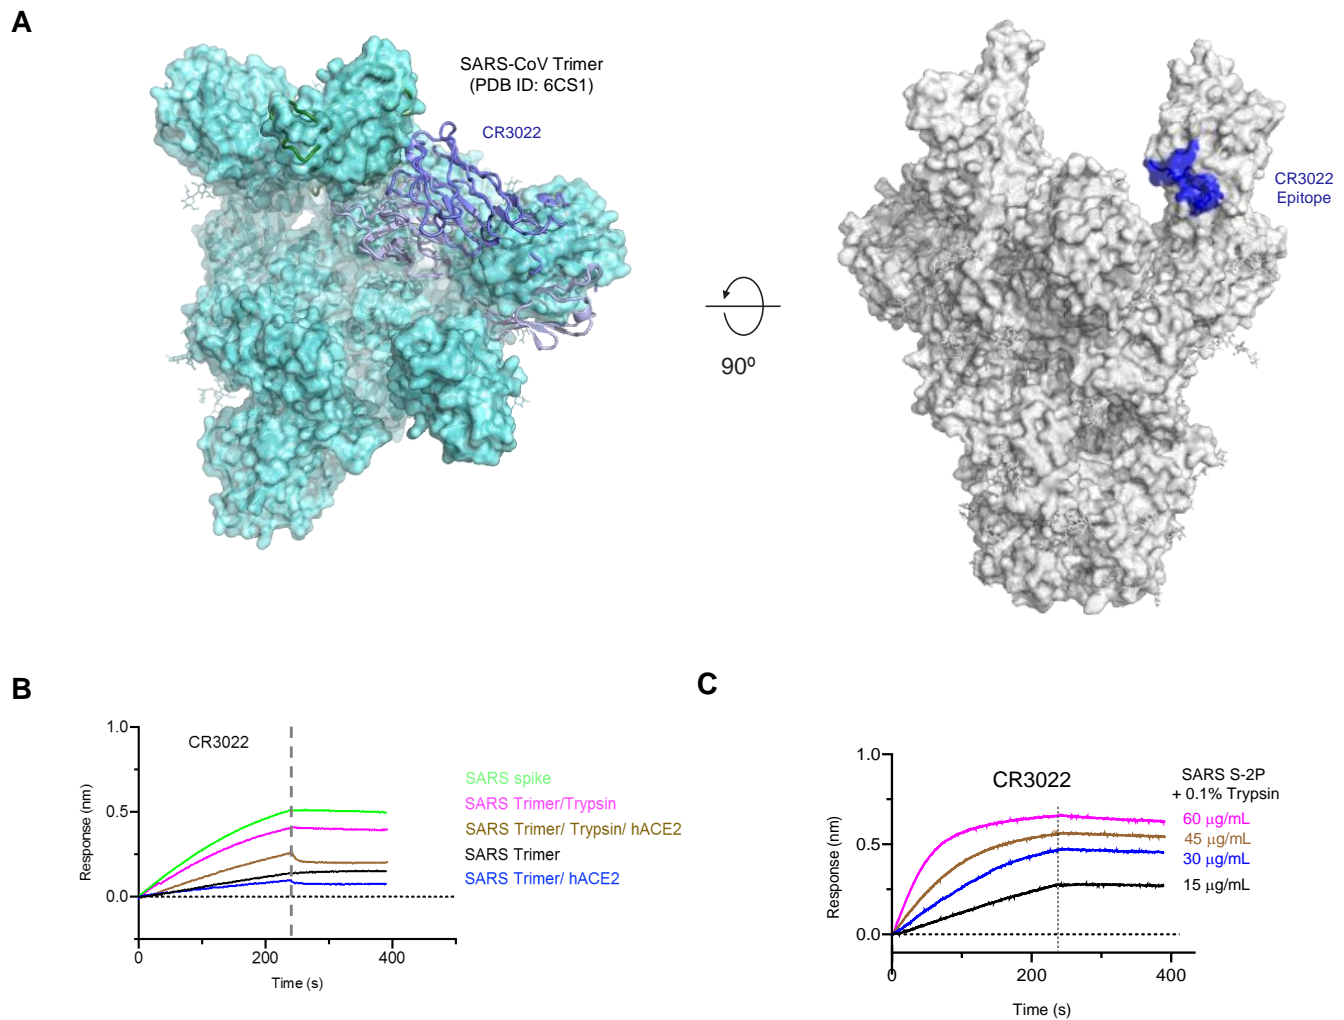 A
SARS-CoV Trimer
(PDB ID: 6CS1)
CR3022
CR3022
Epitope
90º
B
1.0
0.5
0.0
Response (nm)
CR3022
0
200
400
Time (s)
SARS spike
SARS Trimer/Trypsin
SARS Trimer/ Trypsin/ hACE2
SARS Trimer
SARS Trimer/ hACE2
C
1.0
0.5
0.0
Response (nm)
CR3022
0
200
400
Time (s)
SARS S-2P
+ 0.1% Trypsin
60 µg/mL
45 µg/mL
30 µg/mL
15 µg/mL